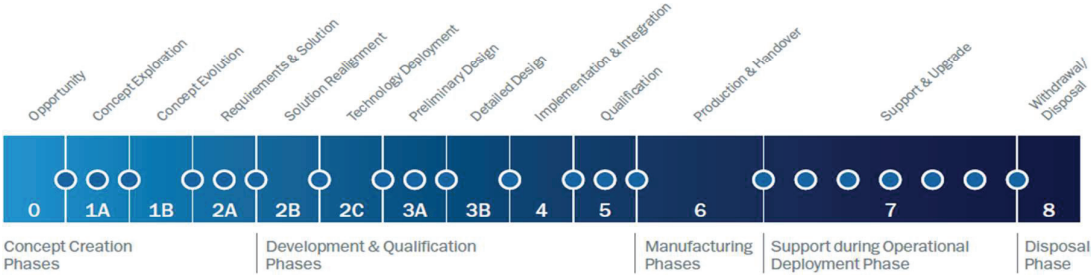 Opportunity
Concept Exploration
Concept Evolution
Requirements & Solution
Solution Realignment
Technology Deployment
Preliminary Design
Detailed Design
Implementation & Integration
Qualification
Production & Handover
Support & Upgrade
Withdrawal/
Disposal
0 1A 1B 2A 2B 2C 3A 3B 4 5 6 7 8
Concept Creation
Phases
Development & Qualification
Phases
Manufacturing
Phases
Support during Operational
Deployment Phase
Disposal
Phase